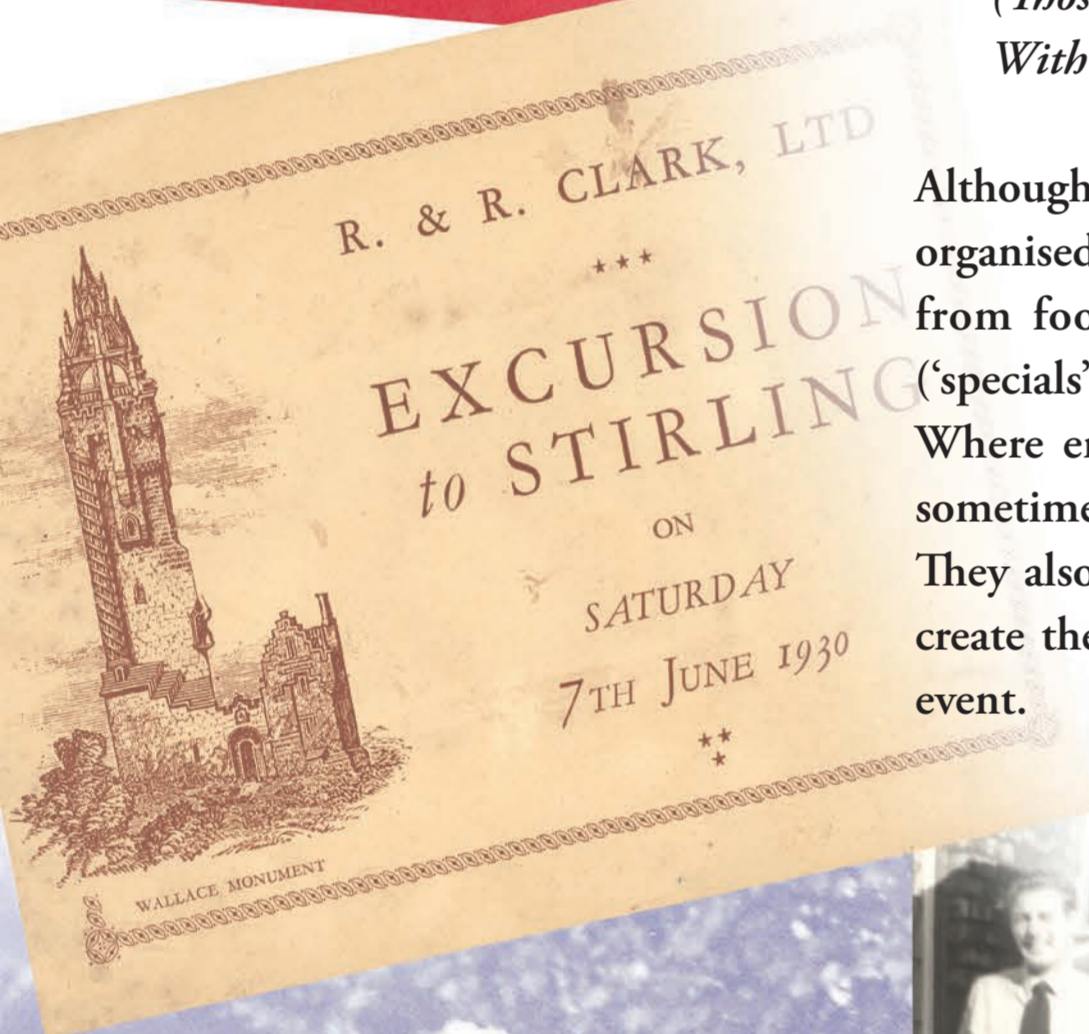 (Thos
With
R. & R. CLARK, LTD
***
EXCURSION
to STIRLING
ON
SATURDAY
7TH JUNE 1930
WALLACE MONUMENT
Although
organised
from foo
(‘specials’
Where
sometime
They also
create the
event.